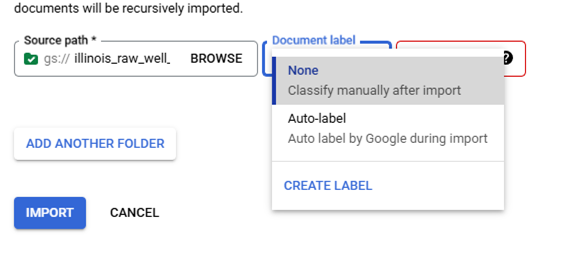 documents will be recursively imported.
Source path *
Document label
gs:// illinois_raw_well_
BROWSE
None
Classify manually after import
Auto-label
Auto label by Google during import
CREATE LABEL
ADD ANOTHER FOLDER
IMPORT
CANCEL